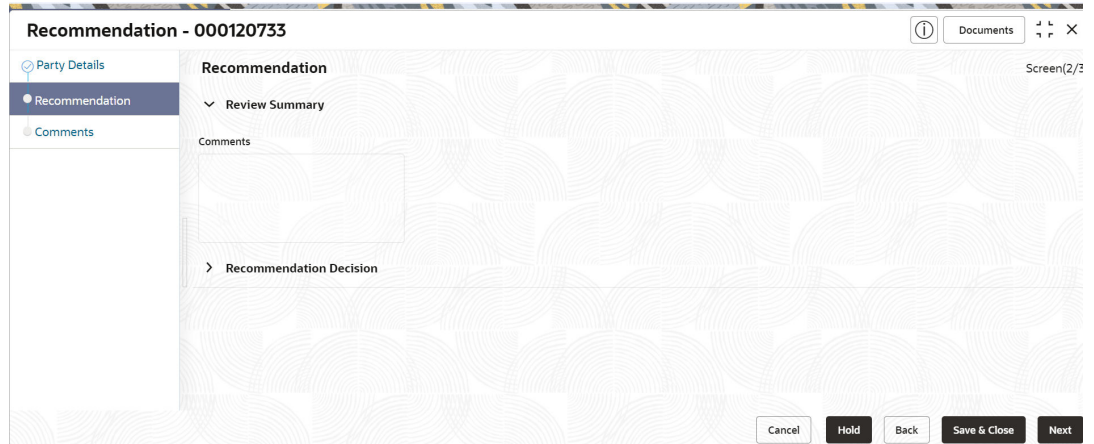 Recommendation - 000120733
Documents
Party Details
Recommendation
Comments
Recommendation
Screen(2/3
Review Summary
Comments
Recommendation Decision
Cancel
Hold
Back
Save & Close
Next